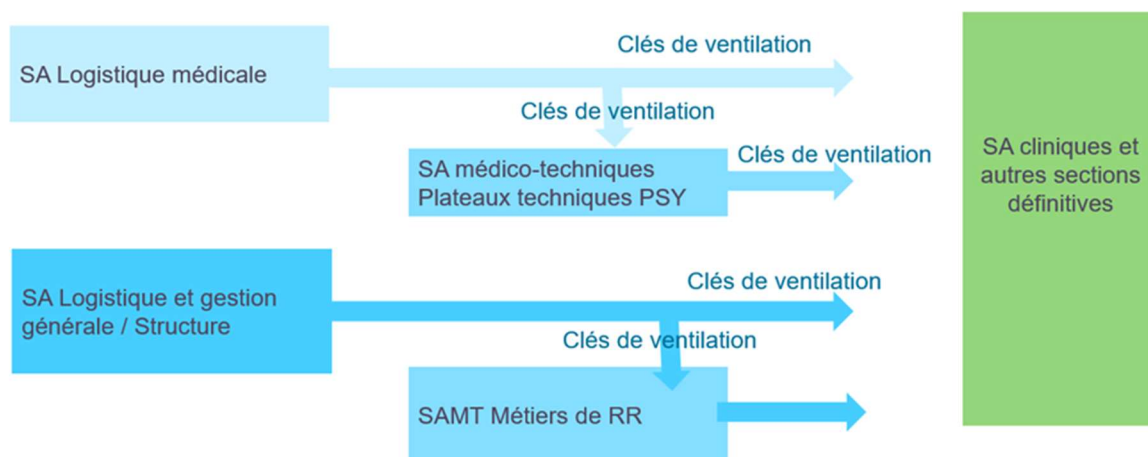 Clés de ventilation
SA Logistique médicale
Clés de ventilation
SA médico-techniques
Plateaux techniques PSY
Clés de ventilation
SA cliniques et
autres sections
définitives
SA Logistique et gestion
générale / Structure
Clés de ventilation
Clés de ventilation
SAMT Métiers de RR